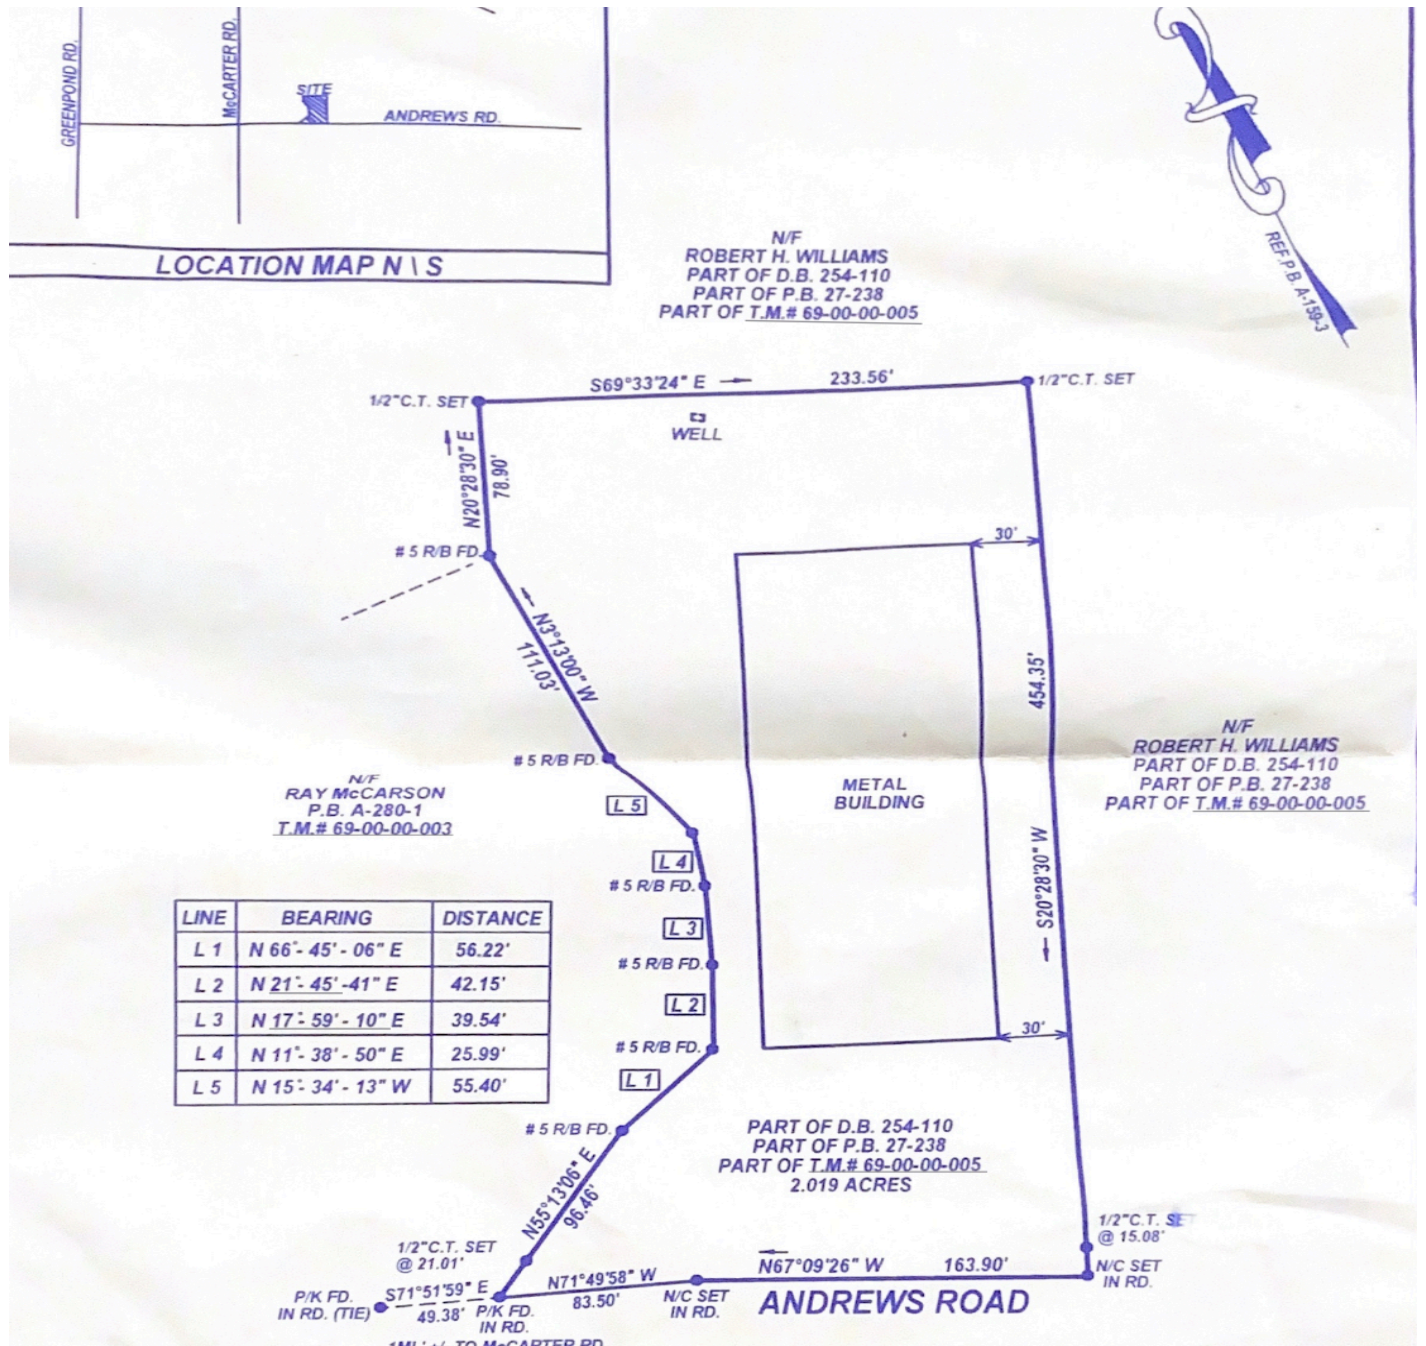 GREENPOND RD.
McCARTER RD.
SITE
ANDREWS RD.
LOCATION MAP N \ S
REF.P.B. A-159-3
N/F
ROBERT H. WILLIAMS
PART OF D.B. 254-110
PART OF P.B. 27-238
PART OF T.M.# 69-00-00-005
S69°33'24" E
233.56'
1/2"C.T. SET
1/2"C.T. SET
WELL
N20°28'30" E
78.90'
# 5 R/B FD.
30'
N3°13'00" W
111.03'
454.35'
# 5 R/B FD.
N/F
ROBERT H. WILLIAMS
PART OF D.B. 254-110
PART OF P.B. 27-238
PART OF T.M.# 69-00-00-005
N/F
RAY McCARSON
P.B. A-280-1
T.M.# 69-00-00-003
METAL
BUILDING
L 5
L 4
# 5 R/B FD.
S20°28'30" W
L 3
# 5 R/B FD.
L 2
30'
# 5 R/B FD.
L 1
LINE BEARING DISTANCE
L 1 N 66°- 45' - 06" E 56.22'
L 2 N 21°- 45' -41" E 42.15'
L 3 N 17°- 59' - 10" E 39.54'
L 4 N 11°- 38' - 50" E 25.99'
L 5 N 15°- 34' - 13" W 55.40'
# 5 R/B FD.
PART OF D.B. 254-110
PART OF P.B. 27-238
PART OF T.M.# 69-00-00-005
2.019 ACRES
N55°13'06" E
96.46'
1/2"C.T. SET
@ 21.01'
1/2"C.T. SET
@ 15.08'
N/C SET
IN RD.
P/K FD.
IN RD. (TIE)
S71°51'59" E
49.38'
P/K FD.
IN RD.
N71°49'58" W
83.50'
N/C SET
IN RD.
N67°09'26" W
163.90'
ANDREWS ROAD
1MI.' +/- TO McCARTER RD.